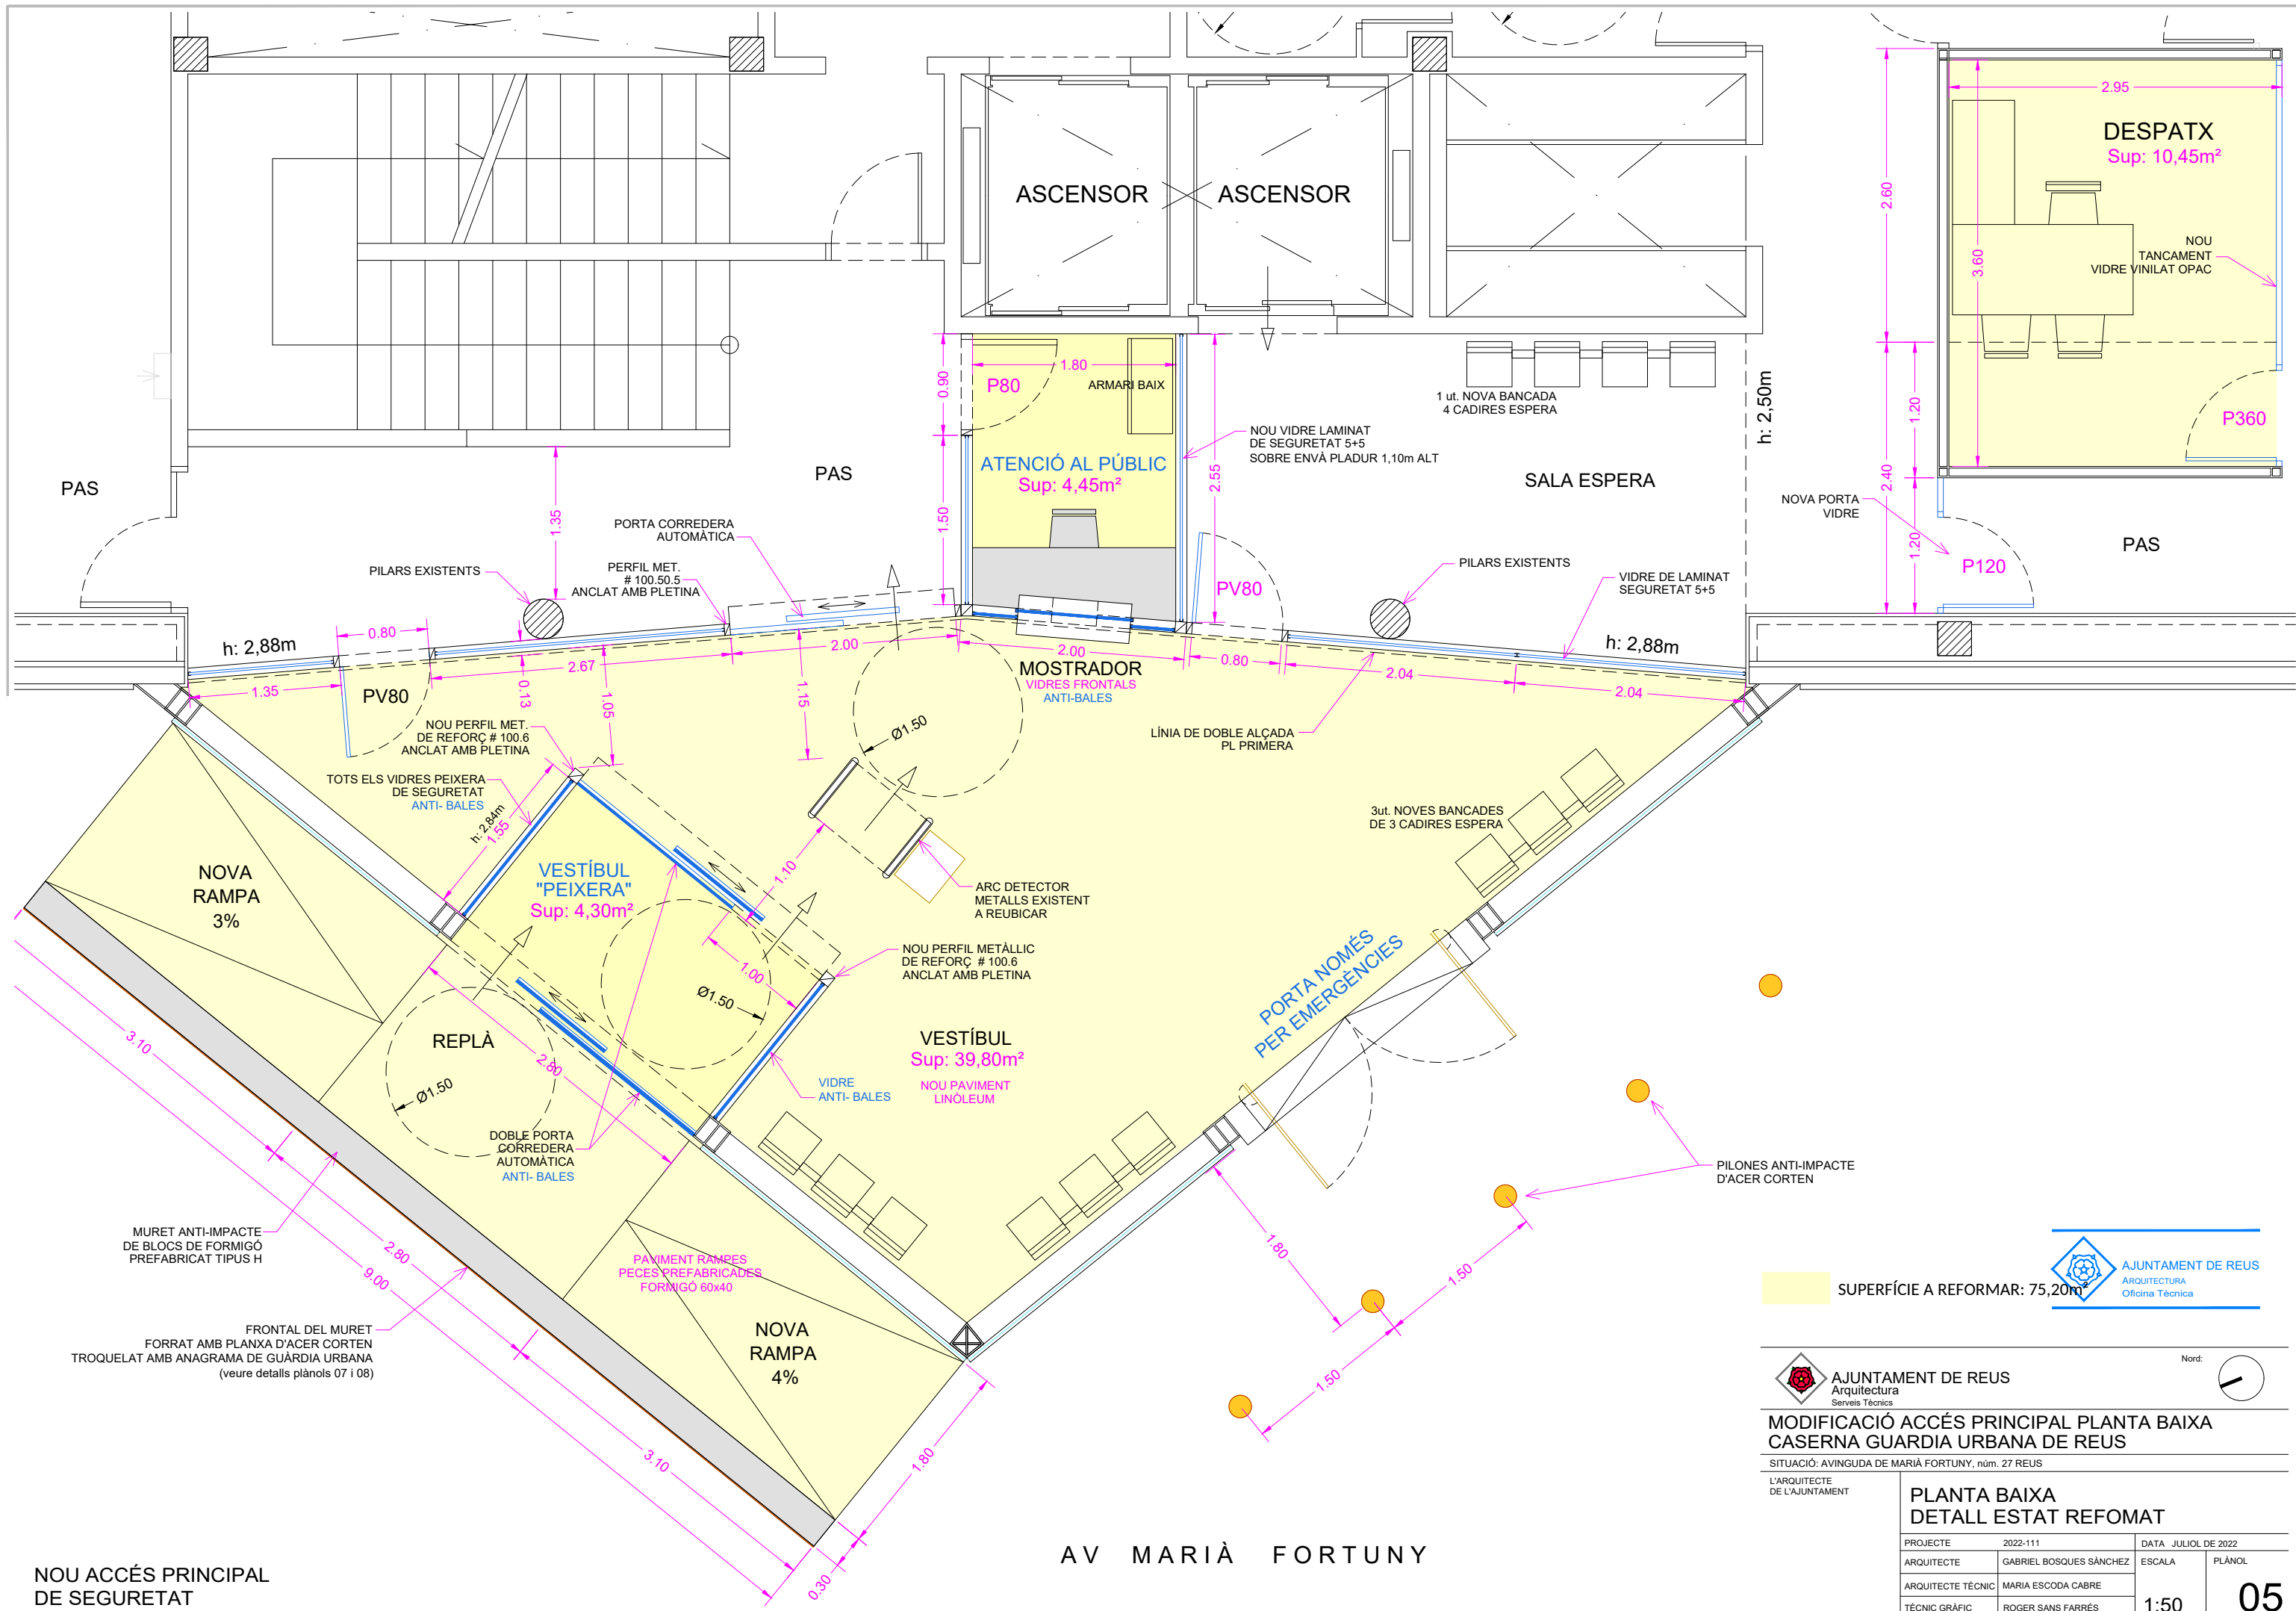 2.95
DESPATX
Sup: 10,45m²
2.60
3.60
NOU
TANCAMENT
VIDRE VINILAT OPAC
ASCENSOR
ASCENSOR
0.90
1.80
P80
ARMARI BAIX
2.55
1 ut. NOVA BANCADA
4 CADIRES ESPERA
h: 2,50m
1.20
2.40
P360
NOU VIDRE LAMINAT
DE SEGURETAT 5+5
SOBRE ENVÀ PLADUR 1,10m ALT
ATENCIÓ AL PÚBLIC
Sup: 4,45m²
PAS
PAS
SALA ESPERA
1.35
1.50
NOVA PORTA
VIDRE
PORTA CORREDERA
AUTOMÀTICA
1.20
PAS
PILARS EXISTENTS
PERFIL MET.
# 100.50.5
ANCLAT AMB PLETINA
PILARS EXISTENTS
P120
PV80
VIDRE DE LAMINAT
SEGURETAT 5+5
0.80
h: 2,88m
2.00
2.00
h: 2,88m
2.67
MOSTRADOR
VIDRES FRONTALS
ANTI-BALES
0.80
2.04
2.04
1.35
PV80
0.13
1.05
1.15
NOU PERFIL MET.
DE REFORÇ # 100.6
ANCLAT AMB PLETINA
Ø1.50
LÍNIA DE DOBLE ALÇADA
PL PRIMERA
TOTS ELS VIDRES PEIXERA
DE SEGURETAT
ANTI- BALES
h: 2,84m
1.55
3ut. NOVES BANCADES
DE 3 CADIRES ESPERA
NOVA
RAMPA
3%
VESTÍBUL
"PEIXERA"
Sup: 4,30m²
1.10
ARC DETECTOR
METALLS EXISTENT
A REUBICAR
NOU PERFIL METÀL·LIC
DE REFORÇ # 100.6
ANCLAT AMB PLETINA
1.00
Ø1.50
PORTA NOMÉS
PER EMERGÈNCIES
REPLÀ
3.10
2.80
Ø1.50
VESTÍBUL
Sup: 39,80m²
NOU PAVIMENT
LINÒLEUM
VIDRE
ANTI- BALES
DOBLE PORTA
CORREDERA
AUTOMÀTICA
ANTI- BALES
PILONES ANTI-IMPACTE
D'ACER CORTEN
MURET ANTI-IMPACTE
DE BLOCS DE FORMIGÓ
PREFABRICAT TIPUS H
2.80
9.00
PAVIMENT RAMPES
PECES PREFABRICADES
FORMIGÓ 60x40
1.80
1.50
AJUNTAMENT DE REUS
ARQUITECTURA
Oficina Tècnica
SUPERFÍCIE A REFORMAR: 75,20m²
FRONTAL DEL MURET
FORRAT AMB PLANXA D'ACER CORTEN
TROQUELAT AMB ANAGRAMA DE GUÀRDIA URBANA
(veure detalls plànols 07 i 08)
NOVA
RAMPA
4%
1.50
3.10
1.80
0.30
Nord:
AJUNTAMENT DE REUS
Arquitectura
Serveis Tècnics
MODIFICACIÓ ACCÉS PRINCIPAL PLANTA BAIXA
CASERNA GUARDIA URBANA DE REUS
SITUACIÓ: AVINGUDA DE MARIÀ FORTUNY, núm. 27 REUS
L'ARQUITECTE
DE L'AJUNTAMENT
PLANTA BAIXA
DETALL ESTAT REFOMAT
PROJECTE 2022-111 DATA JULIOL DE 2022
ARQUITECTE GABRIEL BOSQUES SÀNCHEZ ESCALA PLÀNOL
ARQUITECTE TÈCNIC MARIA ESCODA CABRE
TÈCNIC GRÀFIC ROGER SANS FARRÉS 1:50 05
AV MARIÀ FORTUNY
NOU ACCÉS PRINCIPAL
DE SEGURETAT